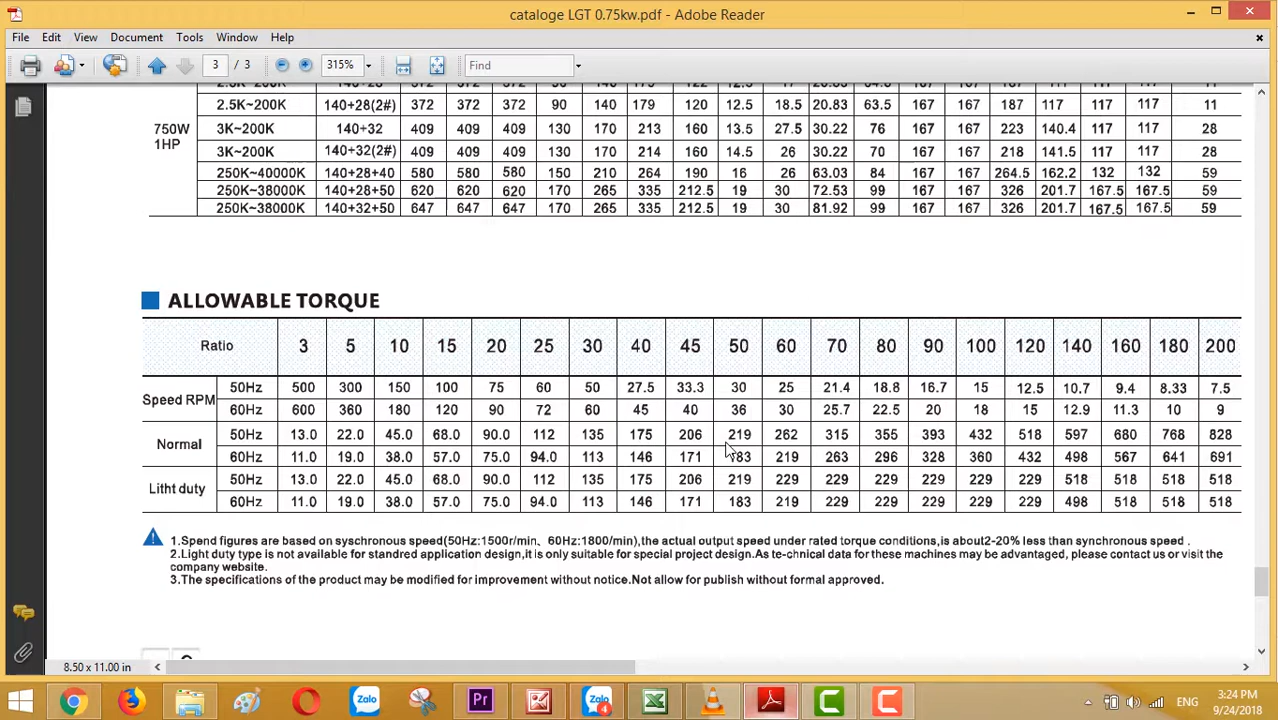 cataloge LGT 0.75kw.pdf - Adobe Reader
File Edit View Document Tools Window Help
3 / 3 315% Find
2.5K~200K 140+28(2#) 372 372 372 90 140 179 120 12.5 18.5 20.83 63.5 167 167 187 117 117 117 11
750W 3K~200K 140+32 409 409 409 130 170 213 160 13.5 27.5 30.22 76 167 167 223 140.4 117 117 28
1HP 3K~200K 140+32(2#) 409 409 409 130 170 214 160 14.5 26 30.22 70 167 167 218 141.5 117 117 28
250K~40000K 140+28+40 580 580 580 150 210 264 190 16 26 63.03 84 167 167 264.5 162.2 132 132 59
250K~38000K 140+28+50 620 620 620 170 265 335 212.5 19 30 72.53 99 167 167 326 201.7 167.5 167.5 59
250K~38000K 140+32+50 647 647 647 170 265 335 212.5 19 30 81.92 99 167 167 326 201.7 167.5 167.5 59
ALLOWABLE TORQUE
Ratio 3 5 10 15 20 25 30 40 45 50 60 70 80 90 100 120 140 160 180 200
Speed RPM 50Hz 500 300 150 100 75 60 50 27.5 33.3 30 25 21.4 18.8 16.7 15 12.5 10.7 9.4 8.33 7.5
60Hz 600 360 180 120 90 72 60 45 40 36 30 25.7 22.5 20 18 15 12.9 11.3 10 9
Normal 50Hz 13.0 22.0 45.0 68.0 90.0 112 135 175 206 219 262 315 355 393 432 518 597 680 768 828
60Hz 11.0 19.0 38.0 57.0 75.0 94.0 113 146 171 183 219 263 296 328 360 432 498 567 641 691
Litht duty 50Hz 13.0 22.0 45.0 68.0 90.0 112 135 175 206 219 229 229 229 229 229 229 518 518 518 518
60Hz 11.0 19.0 38.0 57.0 75.0 94.0 113 146 171 183 219 229 229 229 229 229 498 518 518 518
1.Spend figures are based on syschronous speed(50Hz:1500r/min、60Hz:1800/min),the actual output speed under rated torque conditions,is about2-20% less than synchronous speed .
2.Light duty type is not available for standred application design,it is only suitable for special project design.As te-chnical data for these machines may be advantaged, please contact us or visit the
company website.
3.The specifications of the product may be modified for improvement without notice.Not allow for publish without formal approved.
8.50 x 11.00 in
Zalo Pr Zalo 4 C C ENG 3:24 PM
9/24/2018